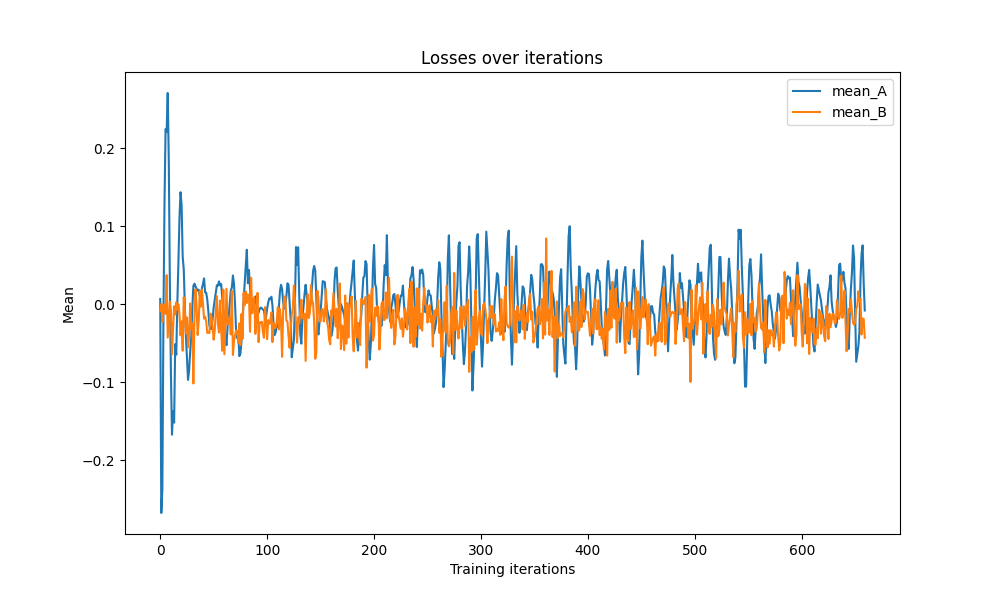 Losses over iterations
mean_A
mean_B
Mean
0.2
0.1
0.0
−0.1
−0.2
0 100 200 300 400 500 600
Training iterations